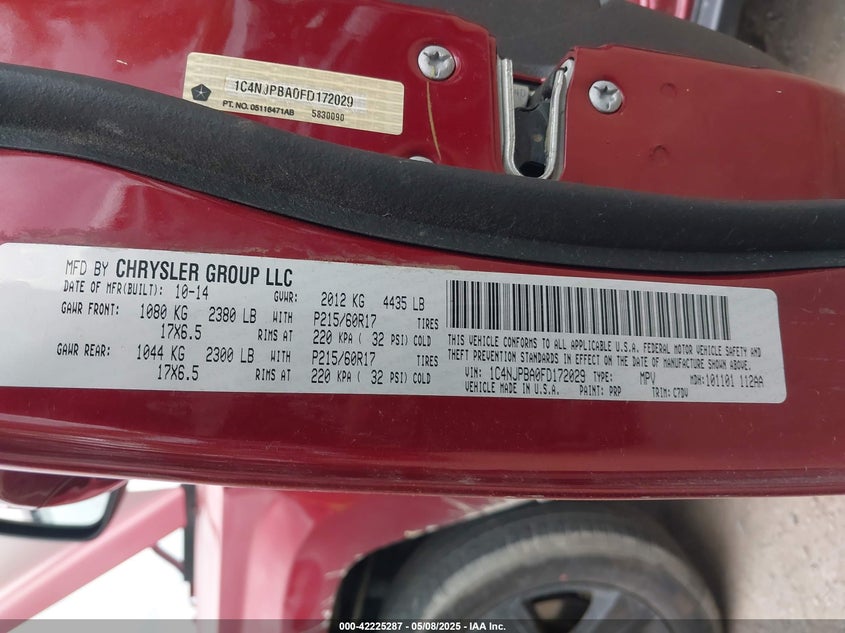 1C4NJPBA0FD172029
PT. NO. 05116471AB 5830090
MFD BY CHRYSLER GROUP LLC
DATE OF MFR(BUILT): 10-14 GVWR: 2012 KG 4435 LB
GAWR FRONT: 1080 KG 2380 LB WITH P215/60R17 TIRES
17X6.5 RIMS AT 220 KPA ( 32 PSI) COLD
GAWR REAR: 1044 KG 2300 LB WITH P215/60R17 TIRES
17X6.5 RIMS AT 220 KPA ( 32 PSI) COLD
THIS VEHICLE CONFORMS TO ALL APPLICABLE U.S.A. FEDERAL MOTOR VEHICLE SAFETY AND
THEFT PREVENTION STANDARDS IN EFFECT ON THE DATE OF MANUFACTURE SHOWN ABOVE.
VIN: 1C4NJPBA0FD172029 TYPE: MPV MDH: 101101 112AA
VEHICLE MADE IN U.S.A. PAINT: PRP TRIM: C7DV
000-42225287 - 05/08/2025 - IAA Inc.